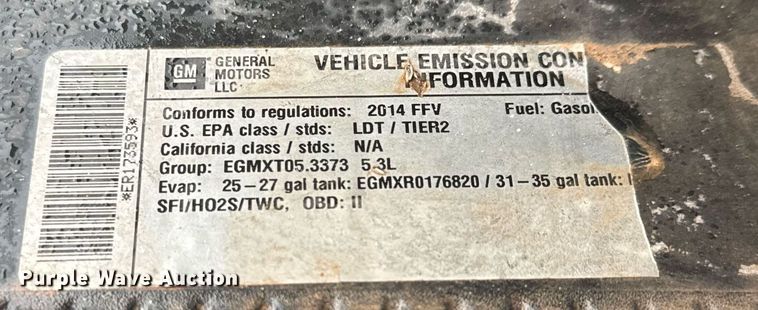 GM
GENERAL
MOTORS
LLC
VEHICLE EMISSION CON
INFORMATION
Conforms to regulations: 2014 FFV Fuel: Gasol
U.S. EPA class / stds: LDT / TIER2
California class / stds: N/A
Group: EGMXT05.3373 5.3L
Evap: 25-27 gal tank: EGMXR0176820 / 31-35 gal tank:
SFI/HO2S/TWC, OBD: II
*ER173593*
Purple Wave Auction